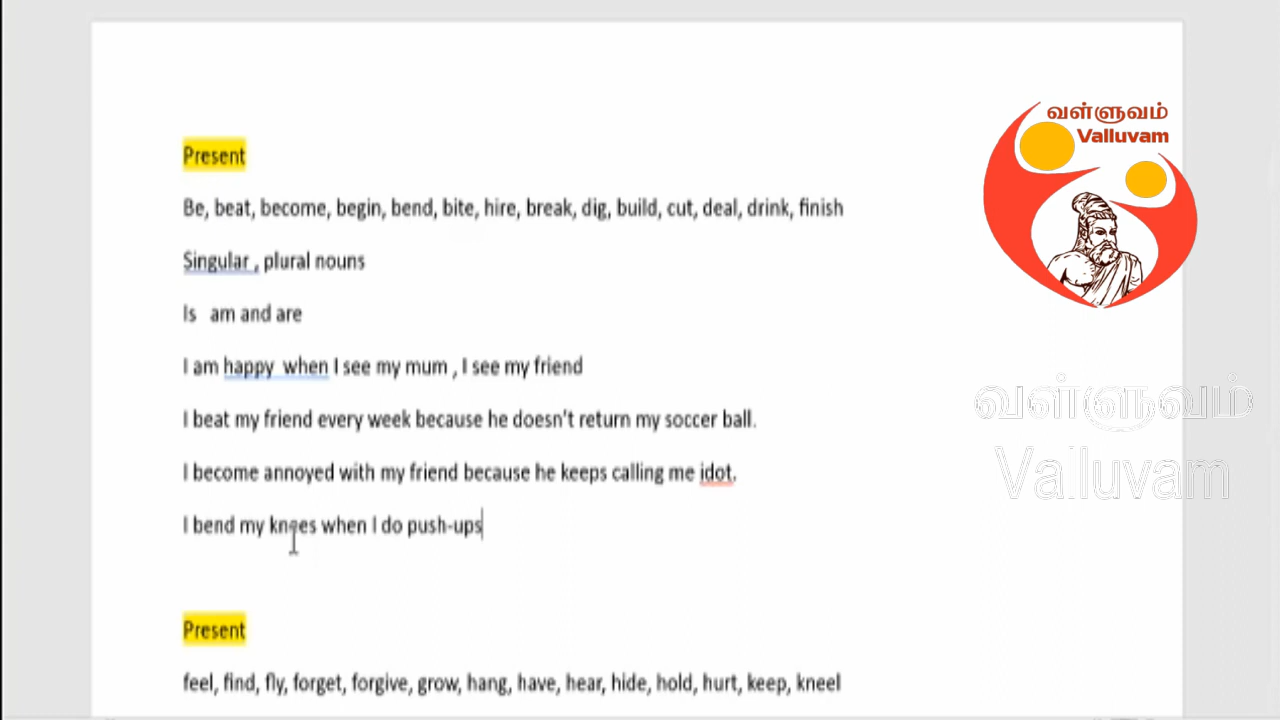 வள்ளுவம்
Valluvam
Present
Be, beat, become, begin, bend, bite, hire, break, dig, build, cut, deal, drink, finish
Singular , plural nouns
Is am and are
I am happy when I see my mum , I see my friend
I beat my friend every week because he doesn't return my soccer ball.
வள்ளுவம்
Valluvam
I become annoyed with my friend because he keeps calling me idot.
I bend my knees when I do push-ups
Present
feel, find, fly, forget, forgive, grow, hang, have, hear, hide, hold, hurt, keep, kneel